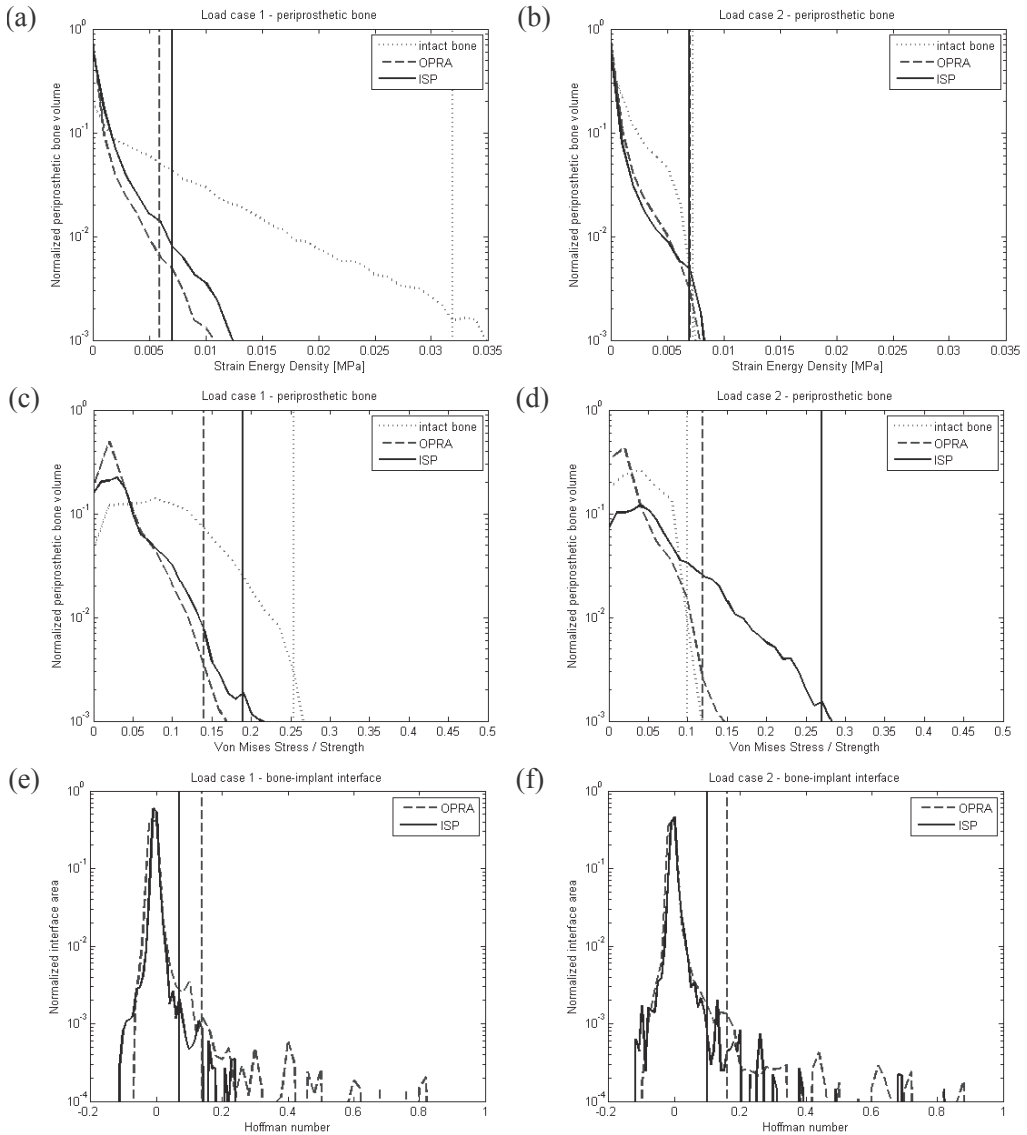 (a)
Load case 1 - periprosthetic bone
Normalized periprosthetic bone volume
10^0
10^-1
10^-2
10^-3
intact bone
OPRA
ISP
0 0.005 0.01 0.015 0.02 0.025 0.03 0.035
Strain Energy Density [MPa]
(b)
Load case 2 - periprosthetic bone
Normalized periprosthetic bone volume
10^0
10^-1
10^-2
10^-3
intact bone
OPRA
ISP
0 0.005 0.01 0.015 0.02 0.025 0.03 0.035
Strain Energy Density [MPa]
(c)
Load case 1 - periprosthetic bone
Normalized periprosthetic bone volume
10^0
10^-1
10^-2
10^-3
intact bone
OPRA
ISP
0 0.05 0.1 0.15 0.2 0.25 0.3 0.35 0.4 0.45 0.5
Von Mises Stress / Strength
(d)
Load case 2 - periprosthetic bone
Normalized periprosthetic bone volume
10^0
10^-1
10^-2
10^-3
intact bone
OPRA
ISP
0 0.05 0.1 0.15 0.2 0.25 0.3 0.35 0.4 0.45 0.5
Von Mises Stress / Strength
(e)
Load case 1 - bone-implant interface
Normalized interface area
10^0
10^-1
10^-2
10^-3
10^-4
OPRA
ISP
-0.2 0 0.2 0.4 0.6 0.8 1
Hoffman number
(f)
Load case 2 - bone-implant interface
Normalized interface area
10^0
10^-1
10^-2
10^-3
10^-4
OPRA
ISP
-0.2 0 0.2 0.4 0.6 0.8 1
Hoffman number